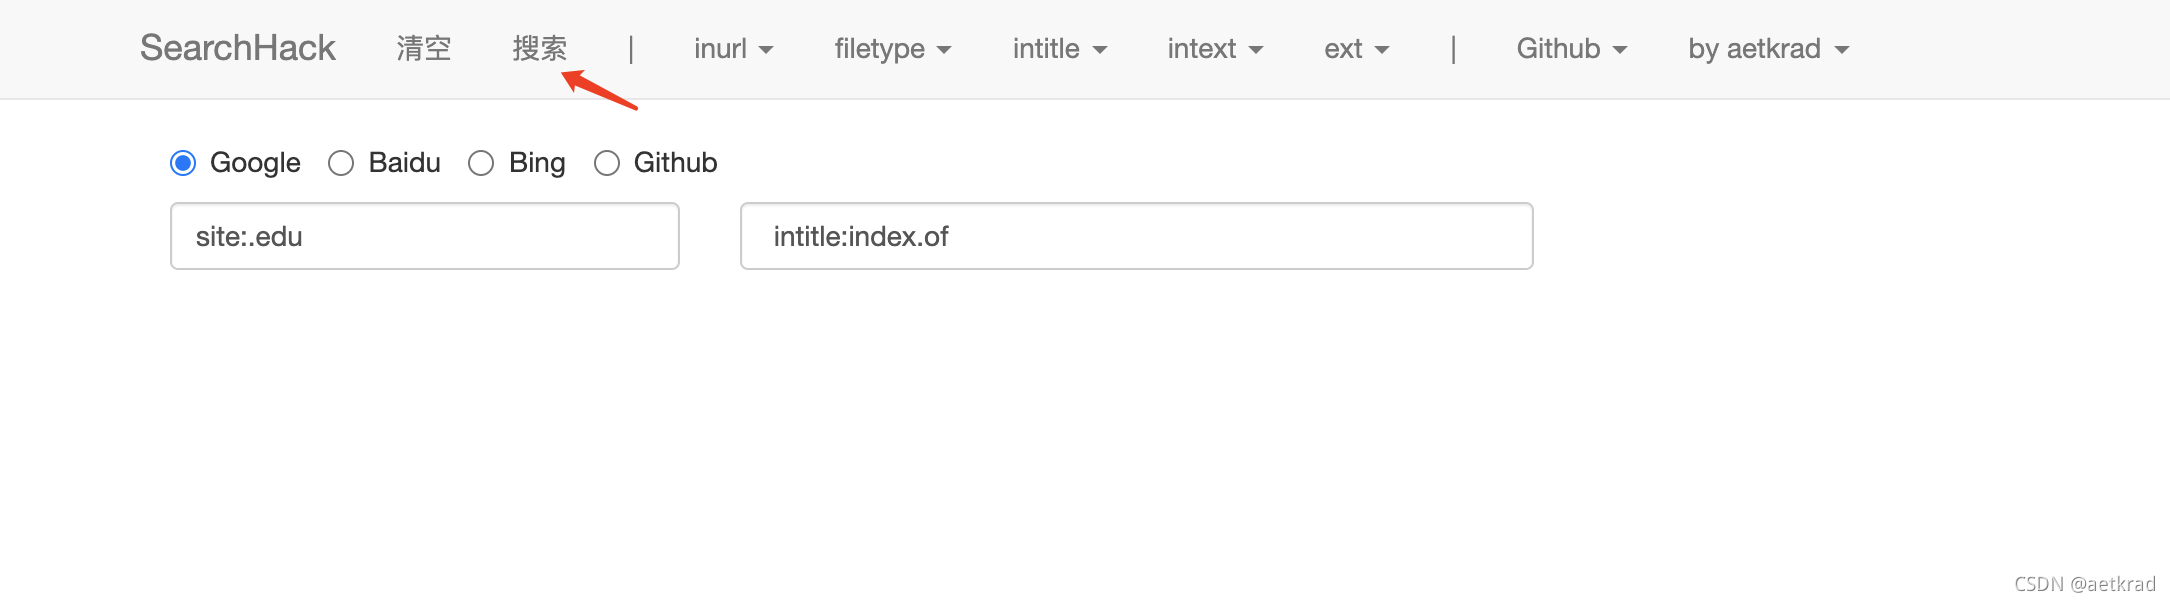 SearchHack 清空 搜索 | inurl filetype intitle intext ext | Github by aetkrad
Google Baidu Bing Github
site:.edu intitle:index.of
CSDN @aetkrad